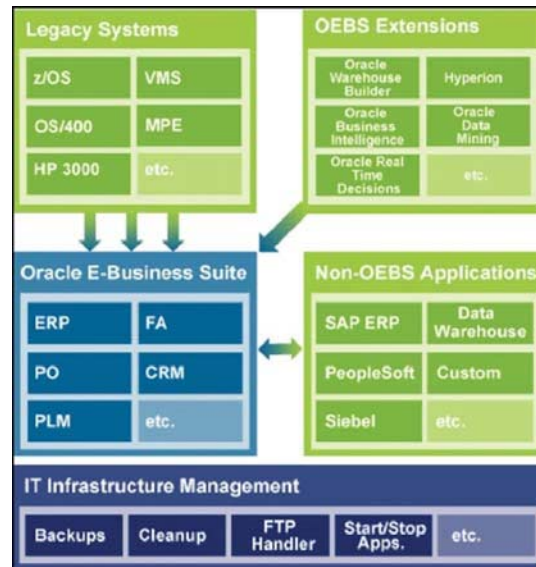 Legacy Systems
z/OS
VMS
OS/400
MPE
HP 3000
etc.
OEBS Extensions
Oracle
Warehouse
Builder
Hyperion
Oracle
Business
Intelligence
Oracle
Data
Mining
Oracle Real
Time
Decisions
etc.
Oracle E-Business Suite
ERP
FA
PO
CRM
PLM
etc.
Non-OEBS Applications
SAP ERP
Data
Warehouse
PeopleSoft
Custom
Siebel
etc.
IT Infrastructure Management
Backups
Cleanup
FTP
Handler
Start/Stop
Apps.
etc.